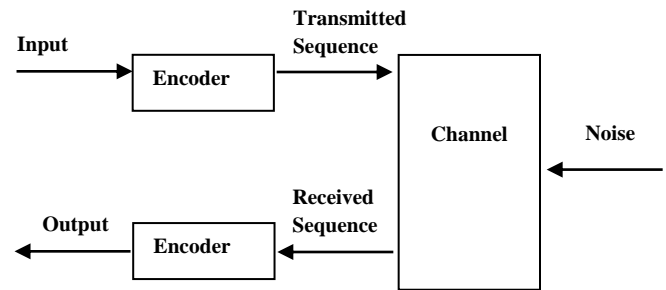 Input
Encoder
Transmitted
Sequence
Channel
Noise
Output
Encoder
Received
Sequence